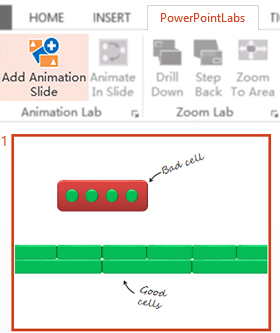 HOME INSERT PowerPointLabs
Add Animation Slide
Animate In Slide
Drill Down
Step Back
Zoom To Area
Animation Lab
Zoom Lab
1
Bad cell
Good
cells